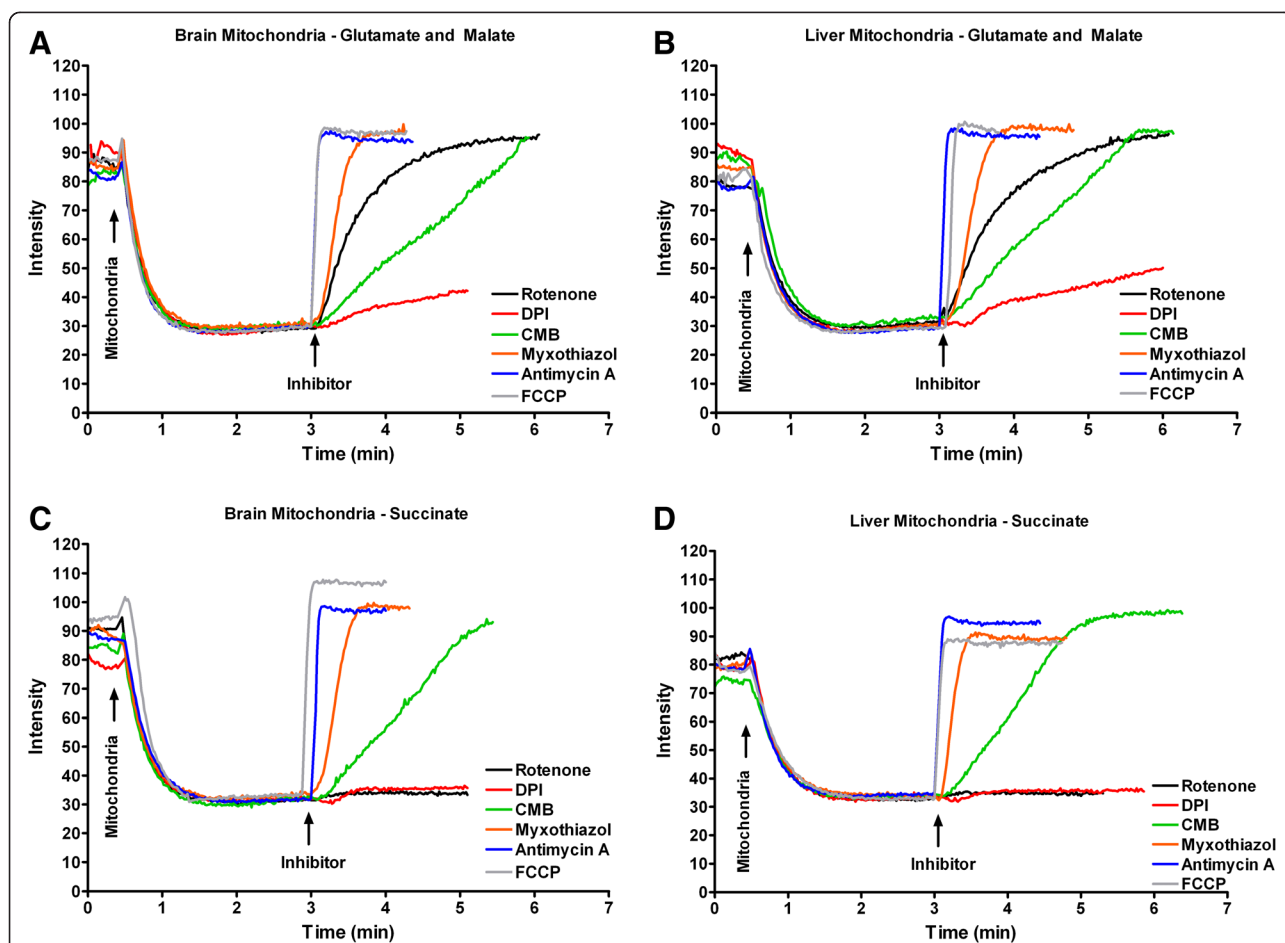 A
Brain Mitochondria - Glutamate and Malate
Intensity
120
110
100
90
80
70
60
50
40
30
20
10
0
Mitochondria
Inhibitor
Rotenone
DPI
CMB
Myxothiazol
Antimycin A
FCCP
0 1 2 3 4 5 6 7
Time (min)
B
Liver Mitochondria - Glutamate and Malate
Intensity
120
110
100
90
80
70
60
50
40
30
20
10
0
Mitochondria
Inhibitor
Rotenone
DPI
CMB
Myxothiazol
Antimycin A
FCCP
0 1 2 3 4 5 6 7
Time (min)
C
Brain Mitochondria - Succinate
Intensity
120
110
100
90
80
70
60
50
40
30
20
10
0
Mitochondria
Inhibitor
Rotenone
DPI
CMB
Myxothiazol
Antimycin A
FCCP
0 1 2 3 4 5 6 7
Time (min)
D
Liver Mitochondria - Succinate
Intensity
120
110
100
90
80
70
60
50
40
30
20
10
0
Mitochondria
Inhibitor
Rotenone
DPI
CMB
Myxothiazol
Antimycin A
FCCP
0 1 2 3 4 5 6 7
Time (min)